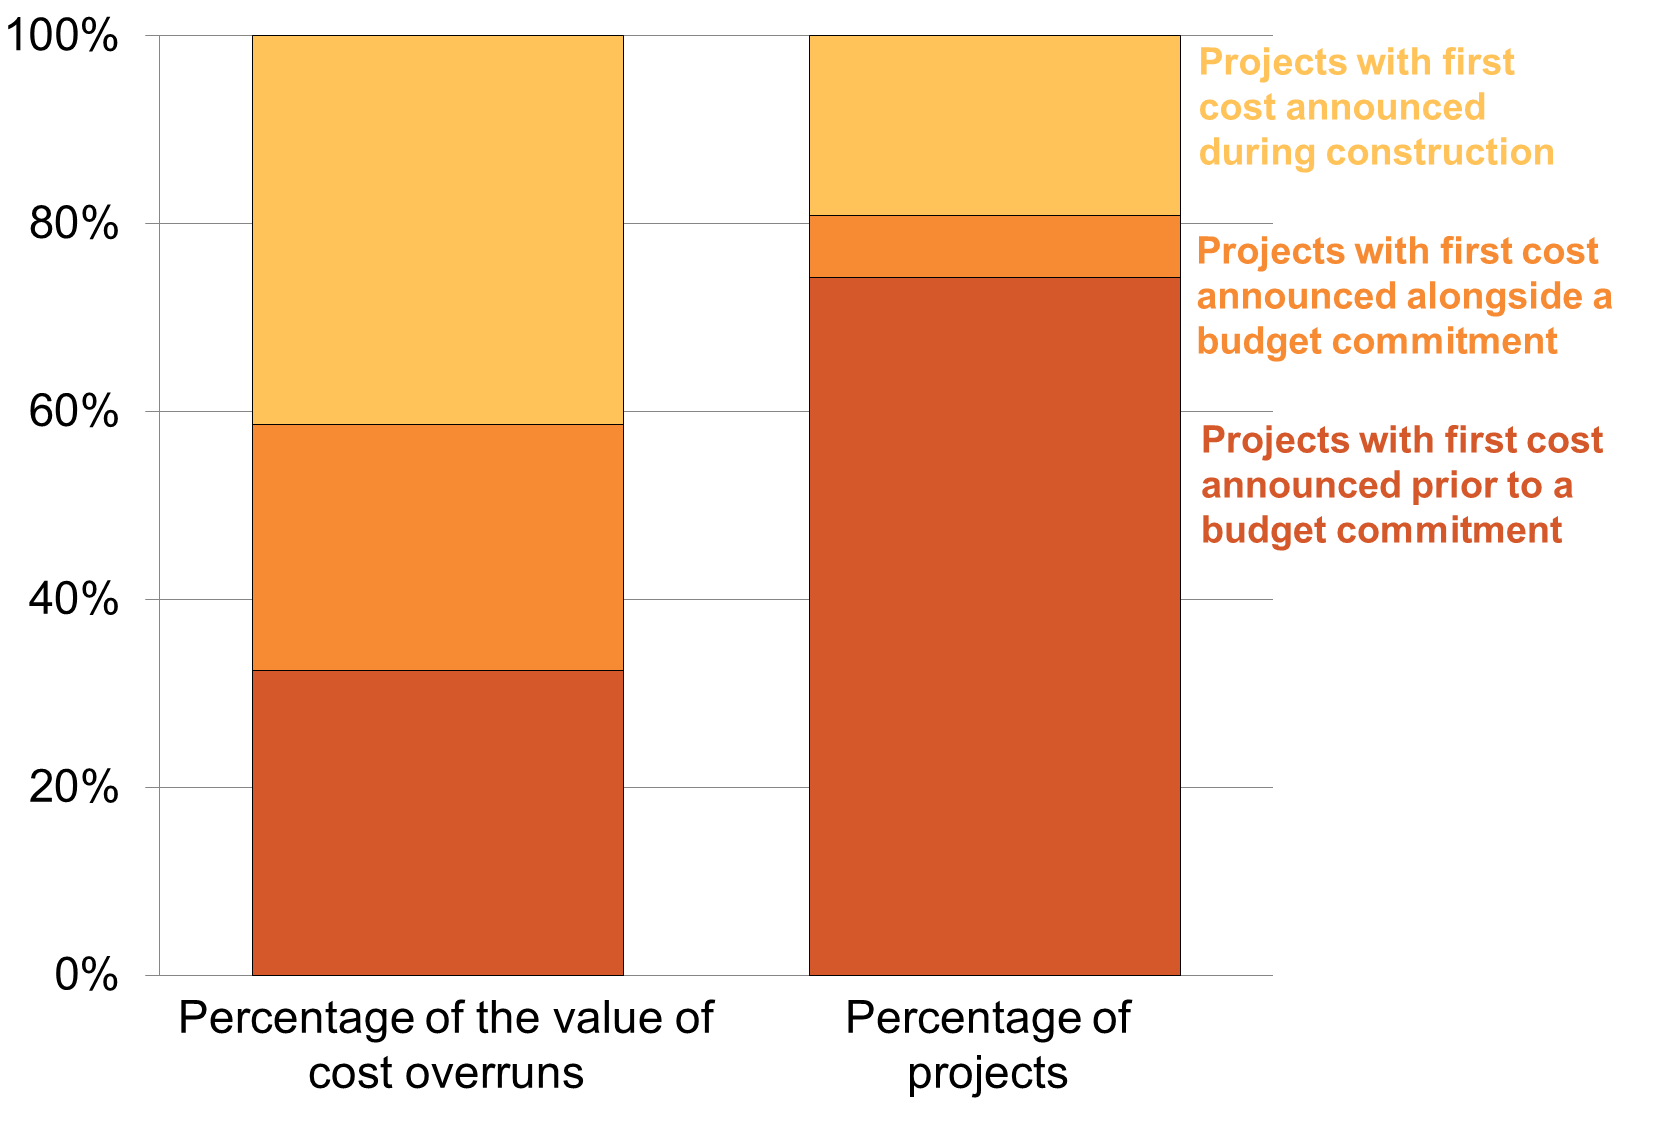 100%
80%
60%
40%
20%
0%
Projects with first
cost announced
during construction
Projects with first cost
announced alongside a
budget commitment
Projects with first cost
announced prior to a
budget commitment
Percentage of the value of
cost overruns
Percentage of
projects